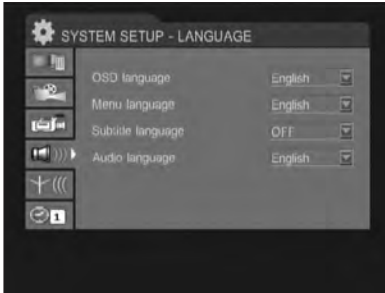 SYSTEM SETUP - LANGUAGE
OSD language English
Menu language English
Subtitle language OFF
Audio language English
1